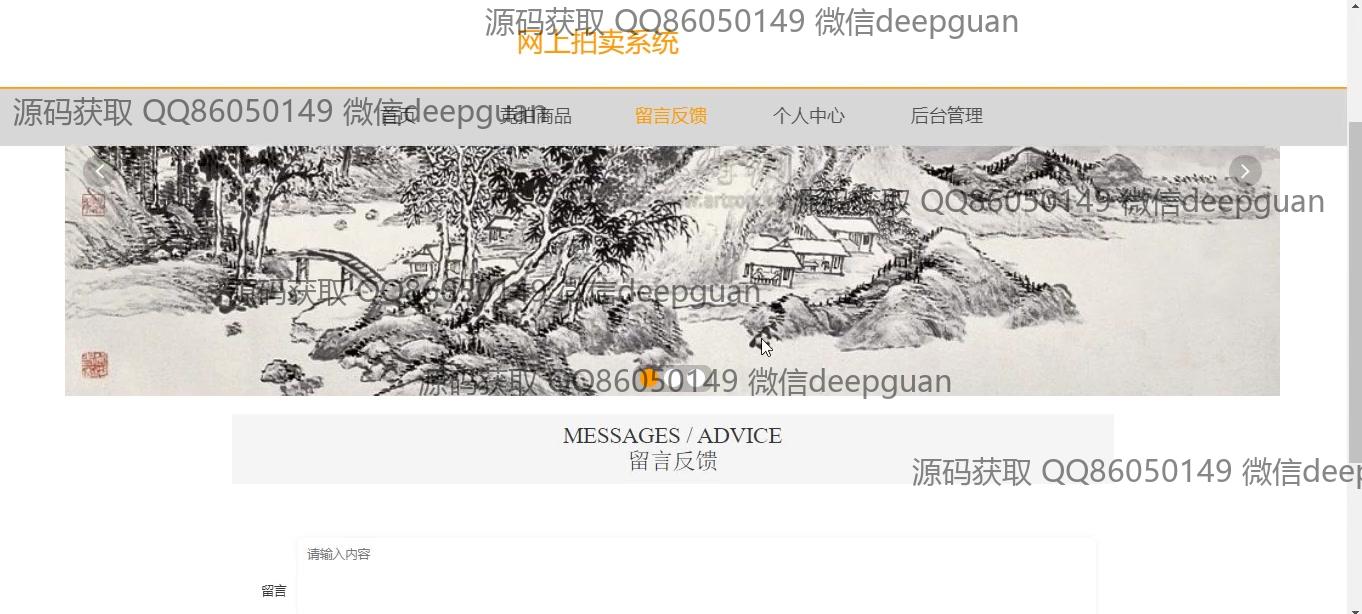 源码获取 QQ86050149 微信deepguan
网上拍卖系统
源码获取 QQ86050149 微信deepguan
首页 竞拍商品 留言反馈 个人中心 后台管理
源码获取 QQ86050149 微信deepguan
源码获取 QQ86050149 微信deepguan
源码获取 QQ86050149 微信deepguan
MESSAGES / ADVICE
留言反馈
源码获取 QQ86050149 微信deep
请输入内容
留言